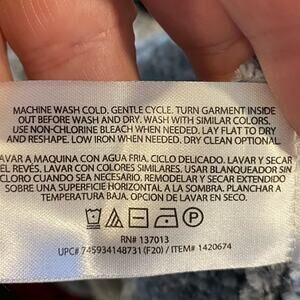 MACHINE WASH COLD. GENTLE CYCLE. TURN GARMENT INSIDE
OUT BEFORE WASH AND DRY. WASH WITH SIMILAR COLORS.
USE NON-CHLORINE BLEACH WHEN NEEDED. LAY FLAT TO DRY
AND RESHAPE. LOW IRON WHEN NEEDED. DRY CLEAN OPTIONAL.
LAVAR A MAQUINA CON AGUA FRIA. CICLO DELICADO. LAVAR Y SECAR
DEL REVÉS. LAVAR CON COLORES SIMILARES. USAR BLANQUEADOR SIN
CLORO CUANDO SEA NECESARIO. REMODELAR Y SECAR EXTENDIDO
SOBRE UNA SUPERFICIE HORIZONTAL A LA SOMBRA. PLANCHAR A
TEMPERATURA BAJA. OPCION DE LAVAR EN SECO.
RN# 137013
UPC# 745934148731 (F20) / ITEM# 1420674